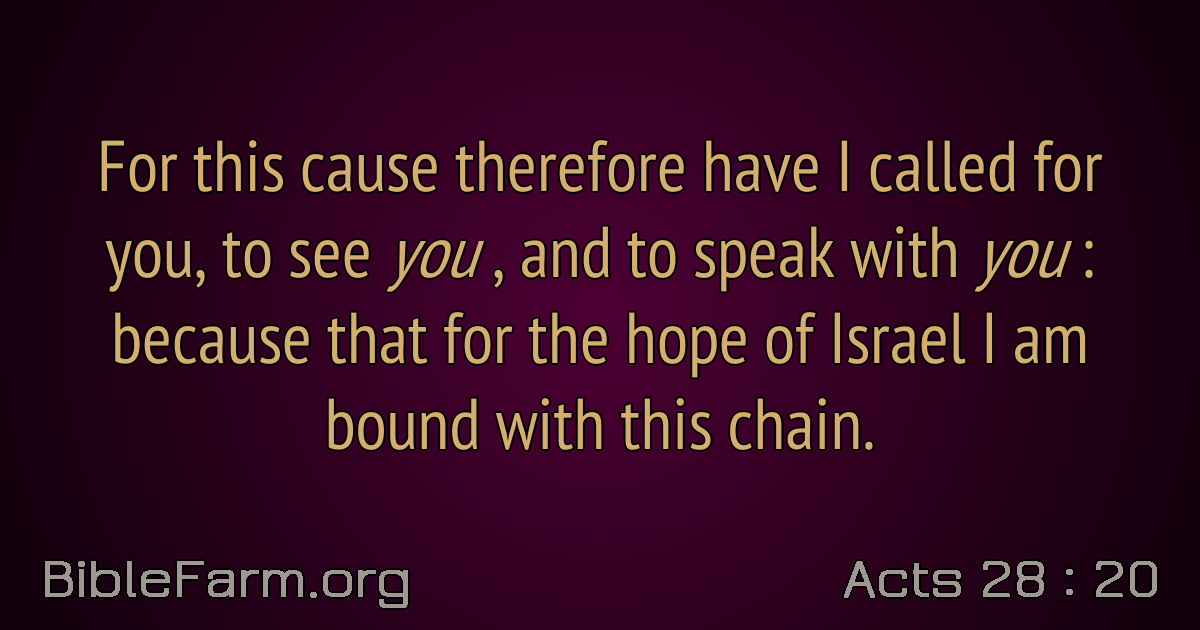 For this cause therefore have I called for
you, to see you , and to speak with you :
because that for the hope of Israel I am
bound with this chain.
BibleFarm.org
Acts 28 : 20